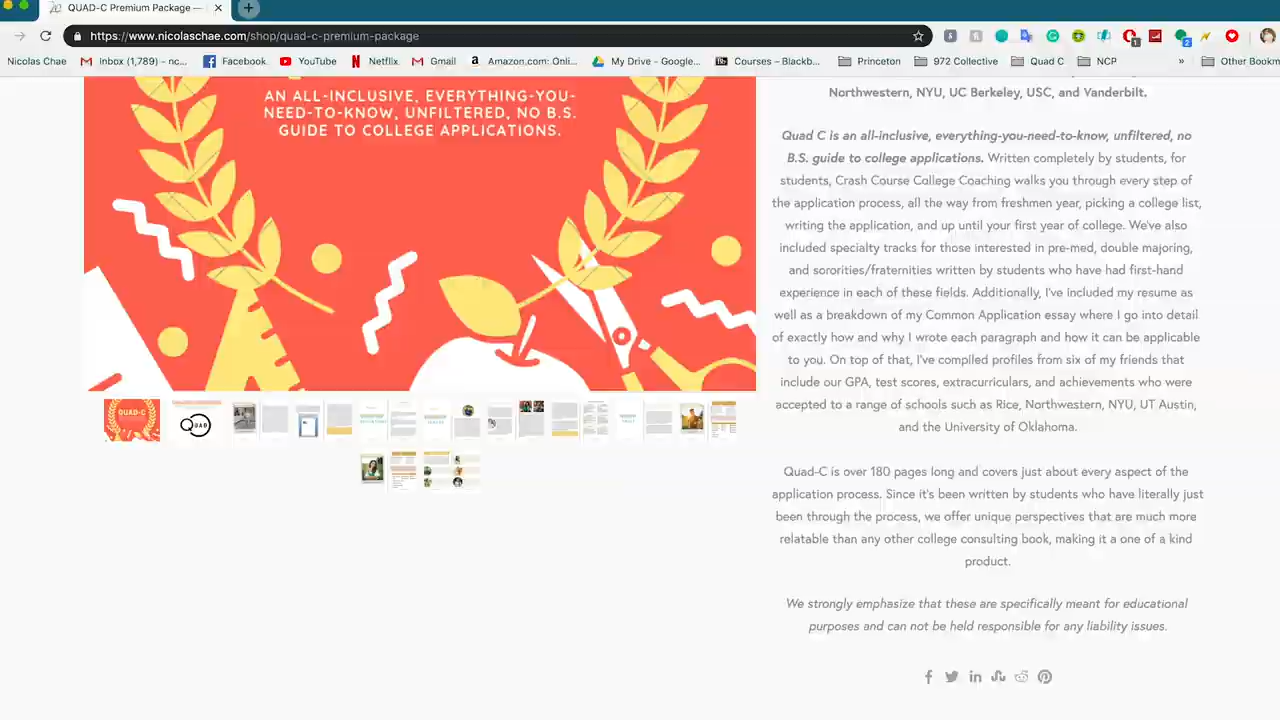 QUAD-C Premium Package —
https://www.nicolaschae.com/shop/quad-c-premium-package
Nicolas Chae
Inbox (1,789) - nc...
Facebook
YouTube
Netflix
Gmail
Amazon.com: Onli...
My Drive - Google...
Courses – Blackb...
Princeton
972 Collective
Quad C
NCP
»
Other Bookm
AN ALL-INCLUSIVE, EVERYTHING-YOU-
NEED-TO-KNOW, UNFILTERED, NO B.S.
GUIDE TO COLLEGE APPLICATIONS.
QUAD-C
QUAD
Northwestern, NYU, UC Berkeley, USC, and Vanderbilt.
Quad C is an all-inclusive, everything-you-need-to-know, unfiltered, no
B.S. guide to college applications. Written completely by students, for
students, Crash Course College Coaching walks you through every step of
the application process, all the way from freshmen year, picking a college list,
writing the application, and up until your first year of college. We've also
included specialty tracks for those interested in pre-med, double majoring,
and sororities/fraternities written by students who have had first-hand
experience in each of these fields. Additionally, I've included my resume as
well as a breakdown of my Common Application essay where I go into detail
of exactly how and why I wrote each paragraph and how it can be applicable
to you. On top of that, I've compiled profiles from six of my friends that
include our GPA, test scores, extracurriculars, and achievements who were
accepted to a range of schools such as Rice, Northwestern, NYU, UT Austin,
and the University of Oklahoma.
Quad-C is over 180 pages long and covers just about every aspect of the
application process. Since it's been written by students who have literally just
been through the process, we offer unique perspectives that are much more
relatable than any other college consulting book, making it a one of a kind
product.
We strongly emphasize that these are specifically meant for educational
purposes and can not be held responsible for any liability issues.